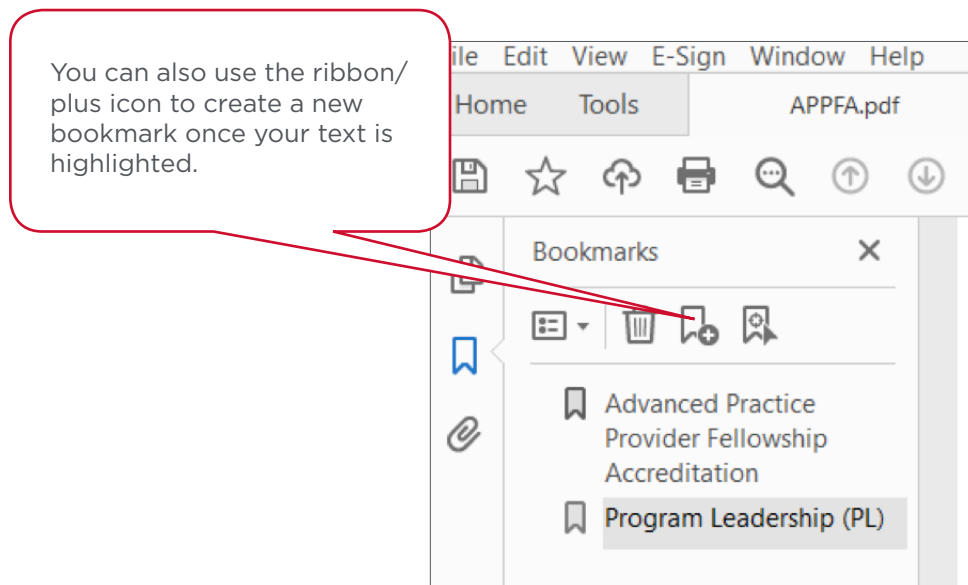 You can also use the ribbon/
plus icon to create a new
bookmark once your text is
highlighted.
ile Edit View E-Sign Window Help
Home Tools APPFA.pdf
Bookmarks
Advanced Practice
Provider Fellowship
Accreditation
Program Leadership (PL)